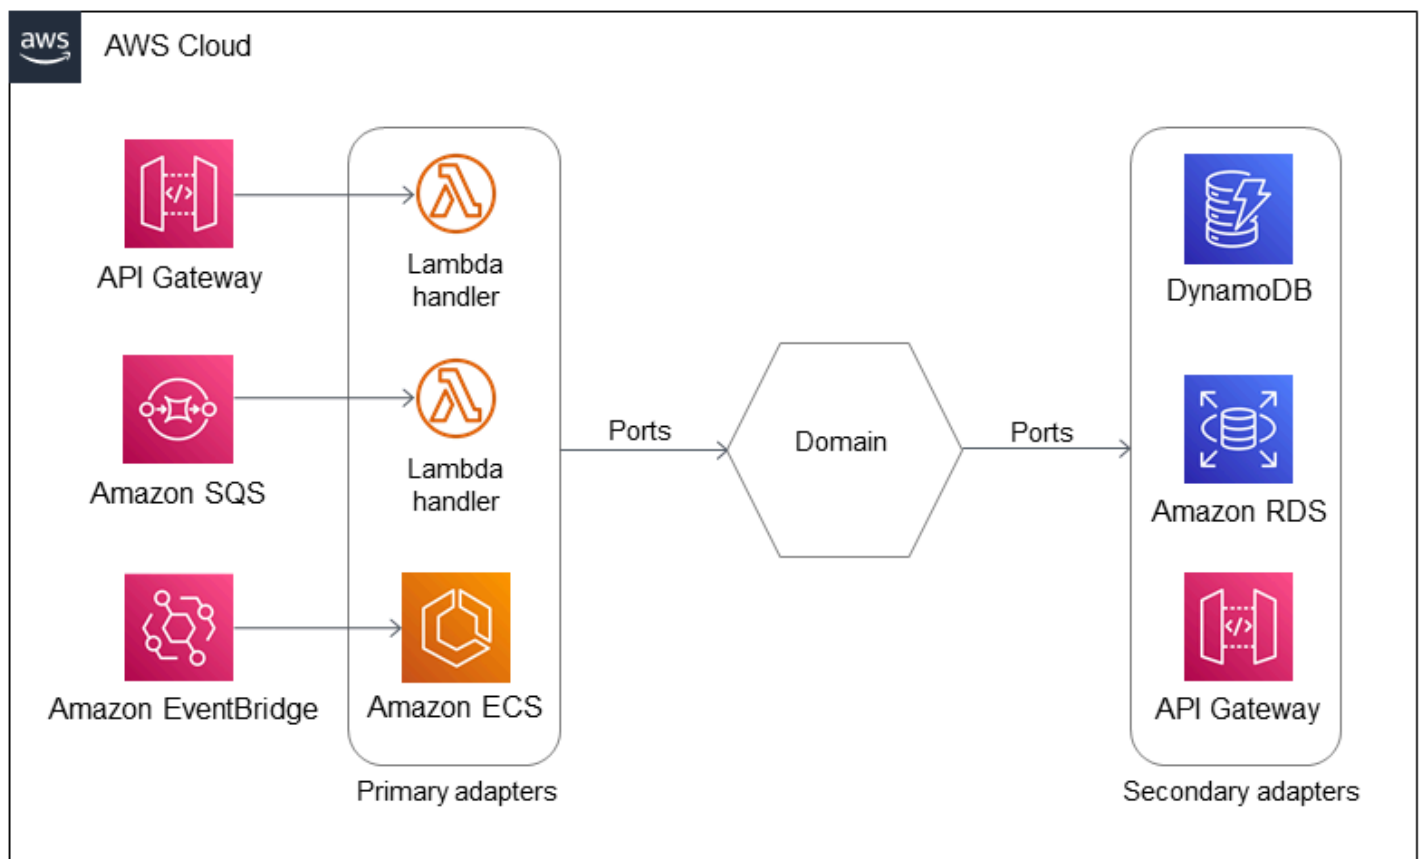 aws
AWS Cloud
API Gateway
Lambda
handler
DynamoDB
Amazon SQS
Lambda
handler
Ports
Domain
Ports
Amazon RDS
Amazon EventBridge
Amazon ECS
API Gateway
Primary adapters
Secondary adapters